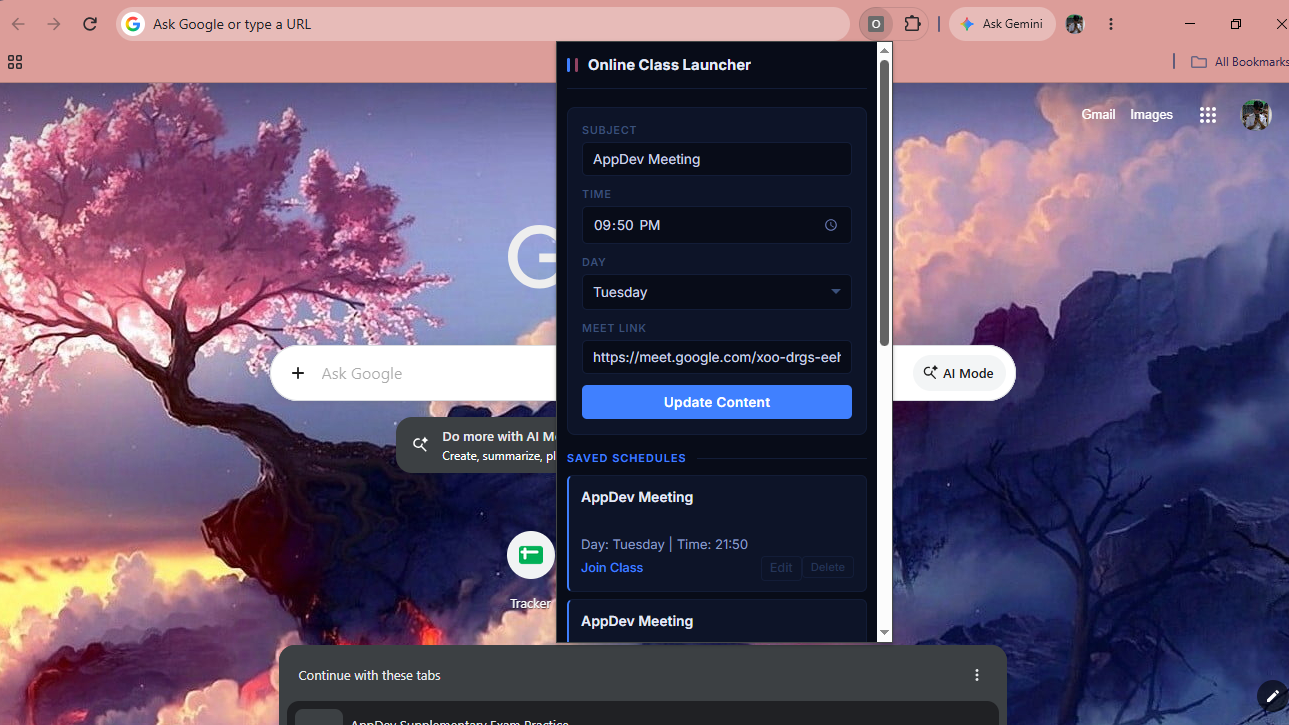 Ask Google or type a URL
O
Ask Gemini
All Bookmarks
Online Class Launcher
Gmail
Images
SUBJECT
AppDev Meeting
TIME
09:50 PM
DAY
Tuesday
MEET LINK
https://meet.google.com/xoo-drgs-eeh
Update Content
Ask Google
AI Mode
Do more with AI M
Create, summarize, pl
SAVED SCHEDULES
AppDev Meeting
Day: Tuesday | Time: 21:50
Join Class
Edit
Delete
Tracker
AppDev Meeting
Continue with these tabs
AppDev Supplementary Exam Practice